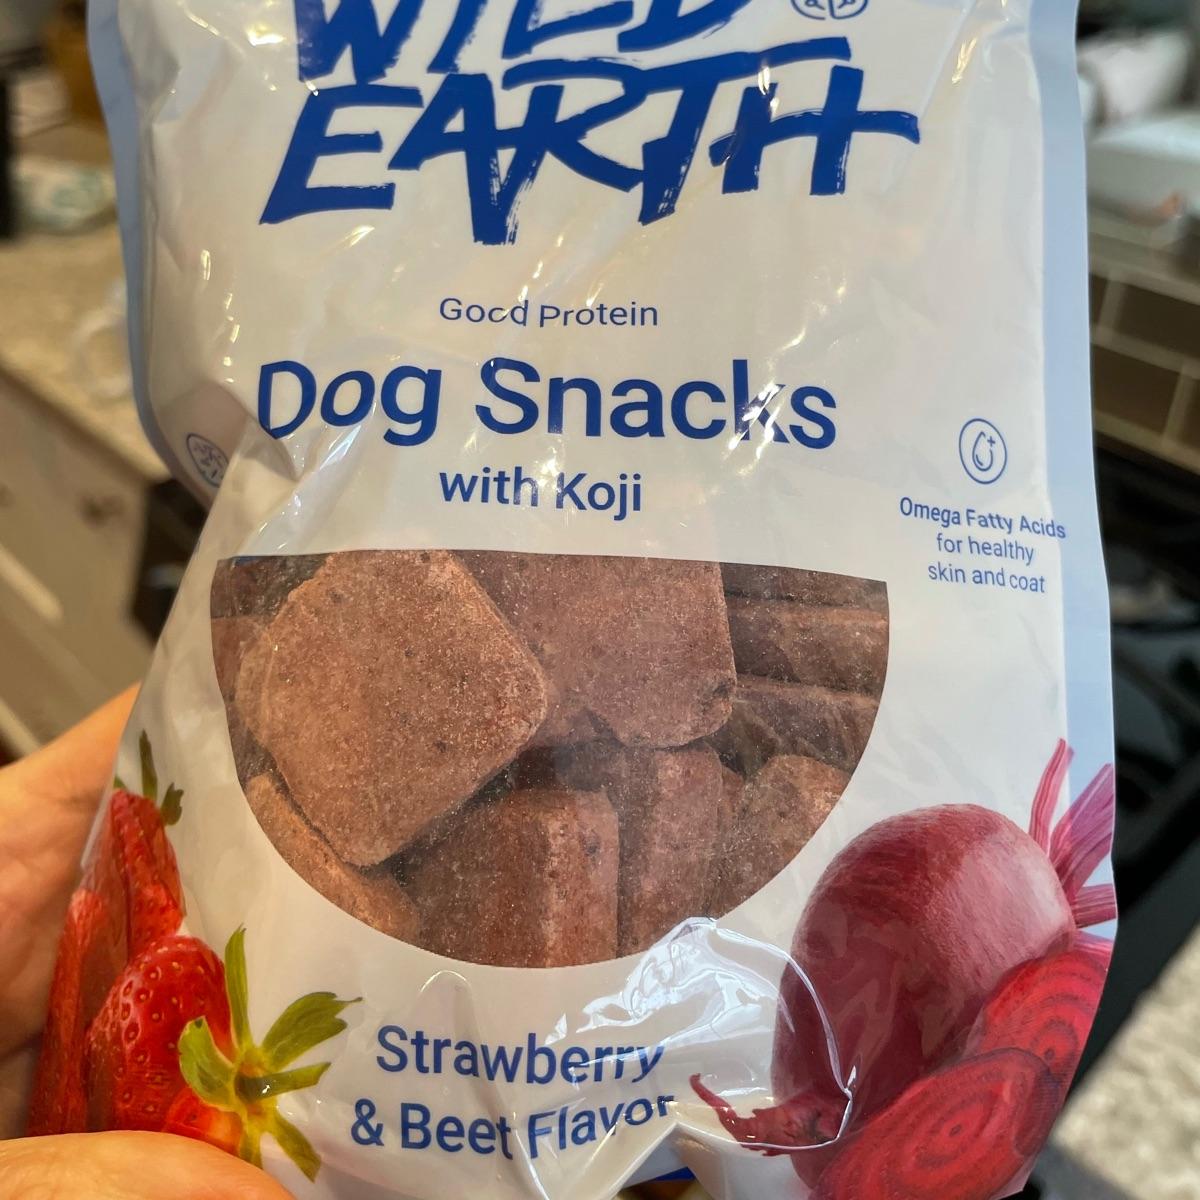 WILD
EARTH
Good Protein
Dog Snacks
with Koji
Omega Fatty Acids
for healthy
skin and coat
Strawberry
& Beet Flavor